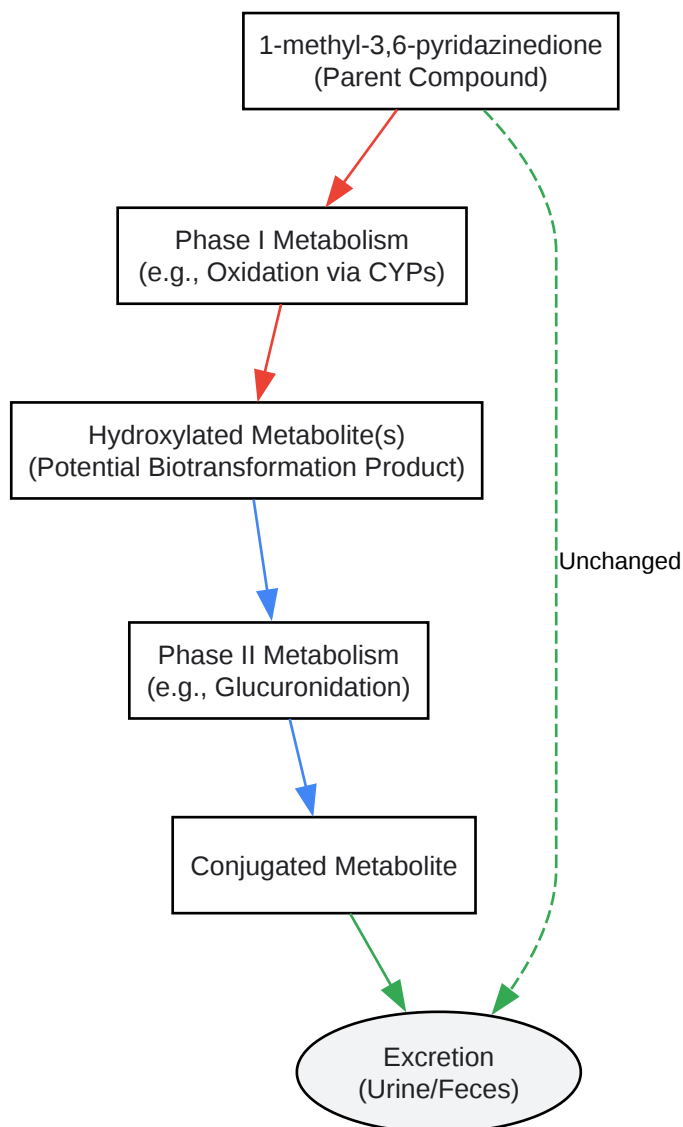 1-methyl-3,6-pyridazinedione
(Parent Compound)
Phase I Metabolism
(e.g., Oxidation via CYPs)
Hydroxylated Metabolite(s)
(Potential Biotransformation Product)
Unchanged
Phase II Metabolism
(e.g., Glucuronidation)
Conjugated Metabolite
Excretion
(Urine/Feces)